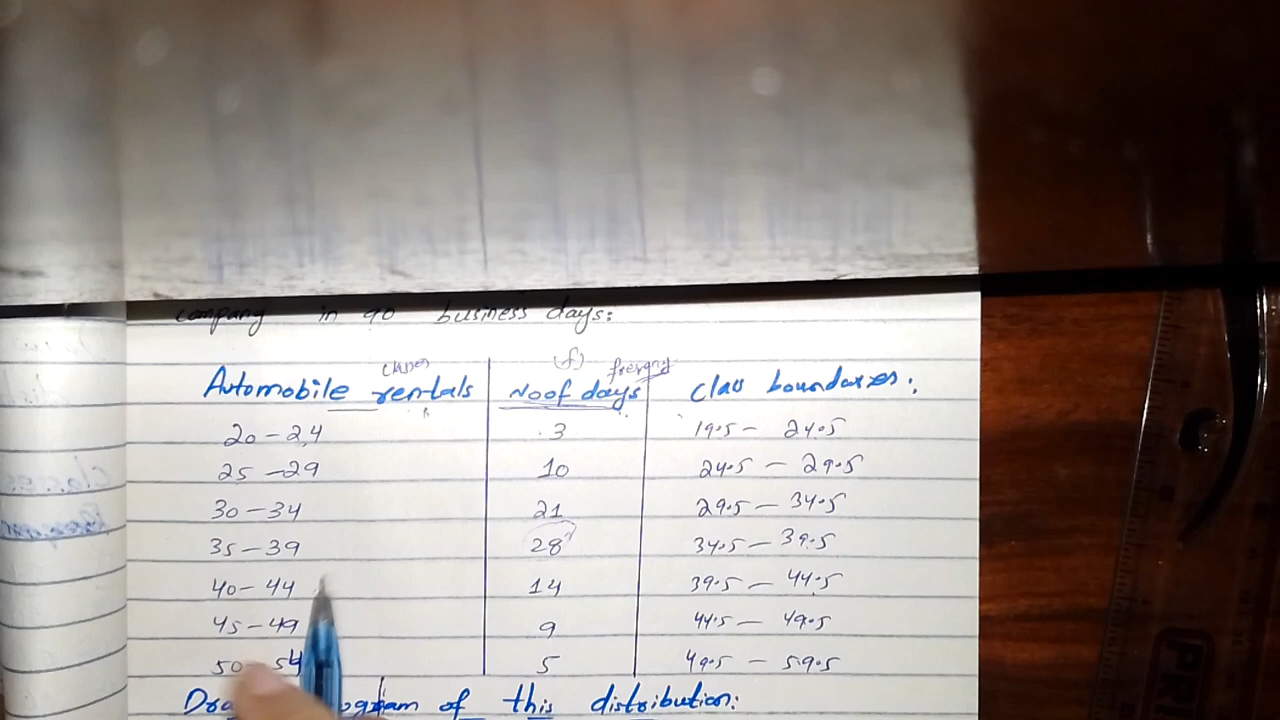 company in 90 business days:
(f)
Automobile rentals No of days Class boundaries:
20 - 24 3 19.5 - 24.5
25 - 29 10 24.5 - 29.5
30 - 34 21 29.5 - 34.5
35 - 39 28 34.5 - 39.5
40 - 44 14 39.5 - 44.5
45 - 49 9 44.5 - 49.5
50 - 54 5 49.5 - 59.5
of this distribution: